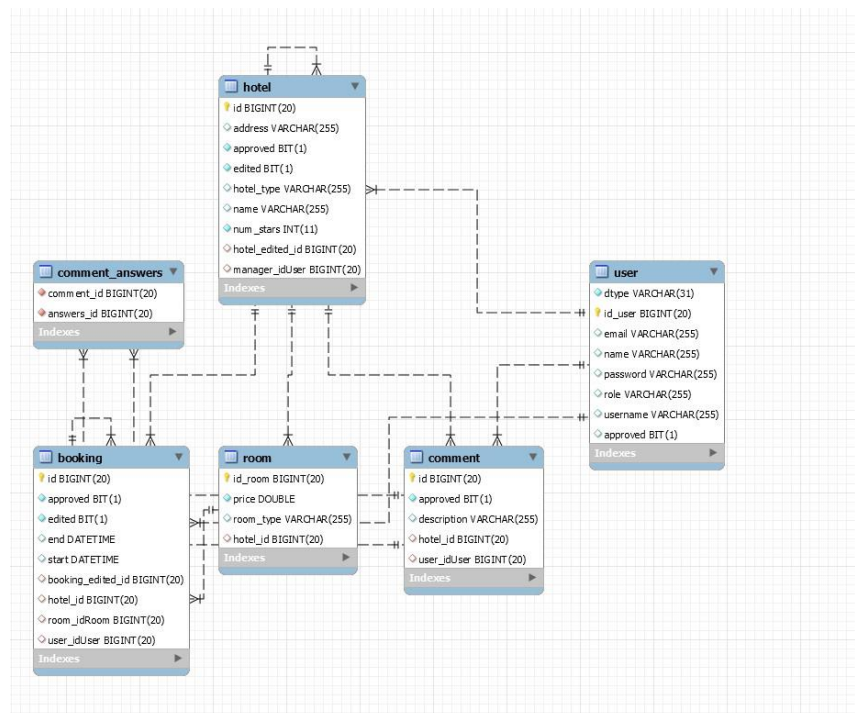 hotel
id BIGINT(20)
address VARCHAR(255)
approved BIT(1)
edited BIT(1)
hotel_type VARCHAR(255)
name VARCHAR(255)
num_stars INT(11)
hotel_edited_id BIGINT(20)
manager_idUser BIGINT(20)
Indexes
comment_answers
comment_id BIGINT(20)
answers_id BIGINT(20)
Indexes
user
dtype VARCHAR(31)
id_user BIGINT(20)
email VARCHAR(255)
name VARCHAR(255)
password VARCHAR(255)
role VARCHAR(255)
username VARCHAR(255)
approved BIT(1)
Indexes
booking
id BIGINT(20)
approved BIT(1)
edited BIT(1)
end DATETIME
start DATETIME
booking_edited_id BIGINT(20)
hotel_id BIGINT(20)
room_idRoom BIGINT(20)
user_idUser BIGINT(20)
Indexes
room
id_room BIGINT(20)
price DOUBLE
room_type VARCHAR(255)
hotel_id BIGINT(20)
Indexes
comment
id BIGINT(20)
approved BIT(1)
description VARCHAR(255)
hotel_id BIGINT(20)
user_idUser BIGINT(20)
Indexes